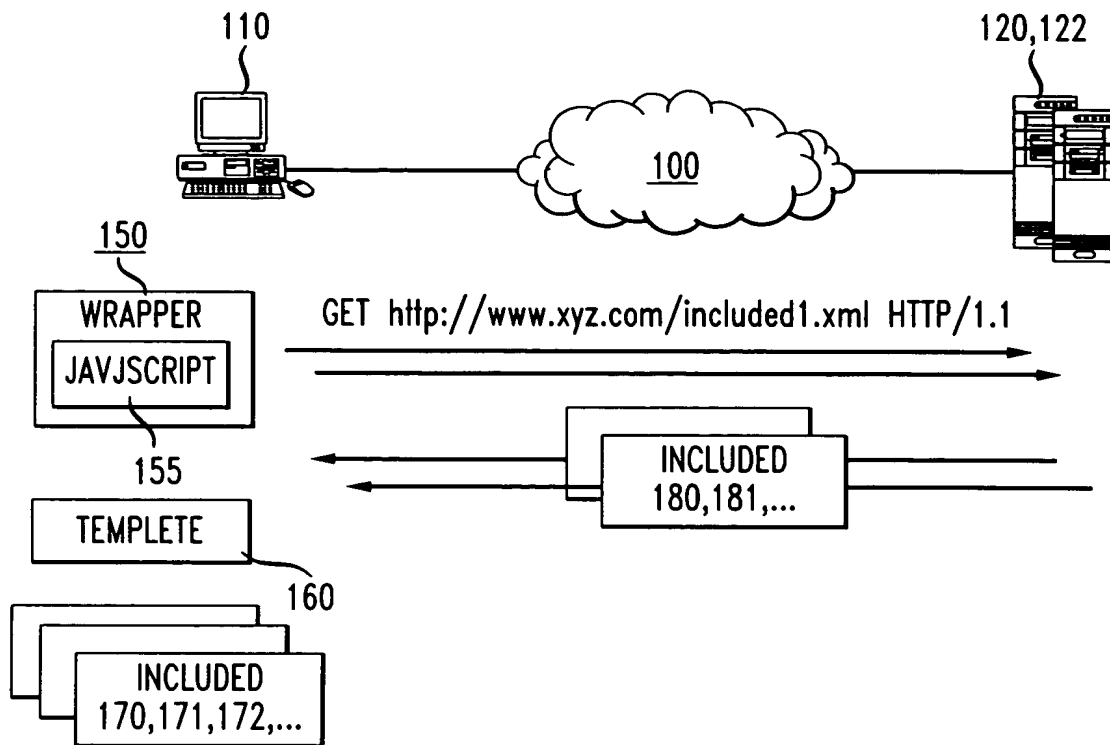 110
120,122
100
150
WRAPPER
JAVJSCRIPT
155
GET http://www.xyz.com/included1.xml HTTP/1.1
INCLUDED
180,181,...
TEMPLETE
160
INCLUDED
170,171,172,...